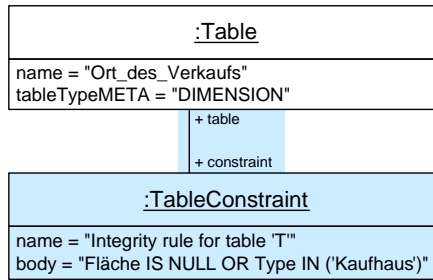 :Table
name = "Ort_des_Verkaufs"
tableTypeMETA = "DIMENSION"
+ table
+ constraint
:TableConstraint
name = "Integrity rule for table 'T'"
body = "Fläche IS NULL OR Type IN ('Kaufhaus')"